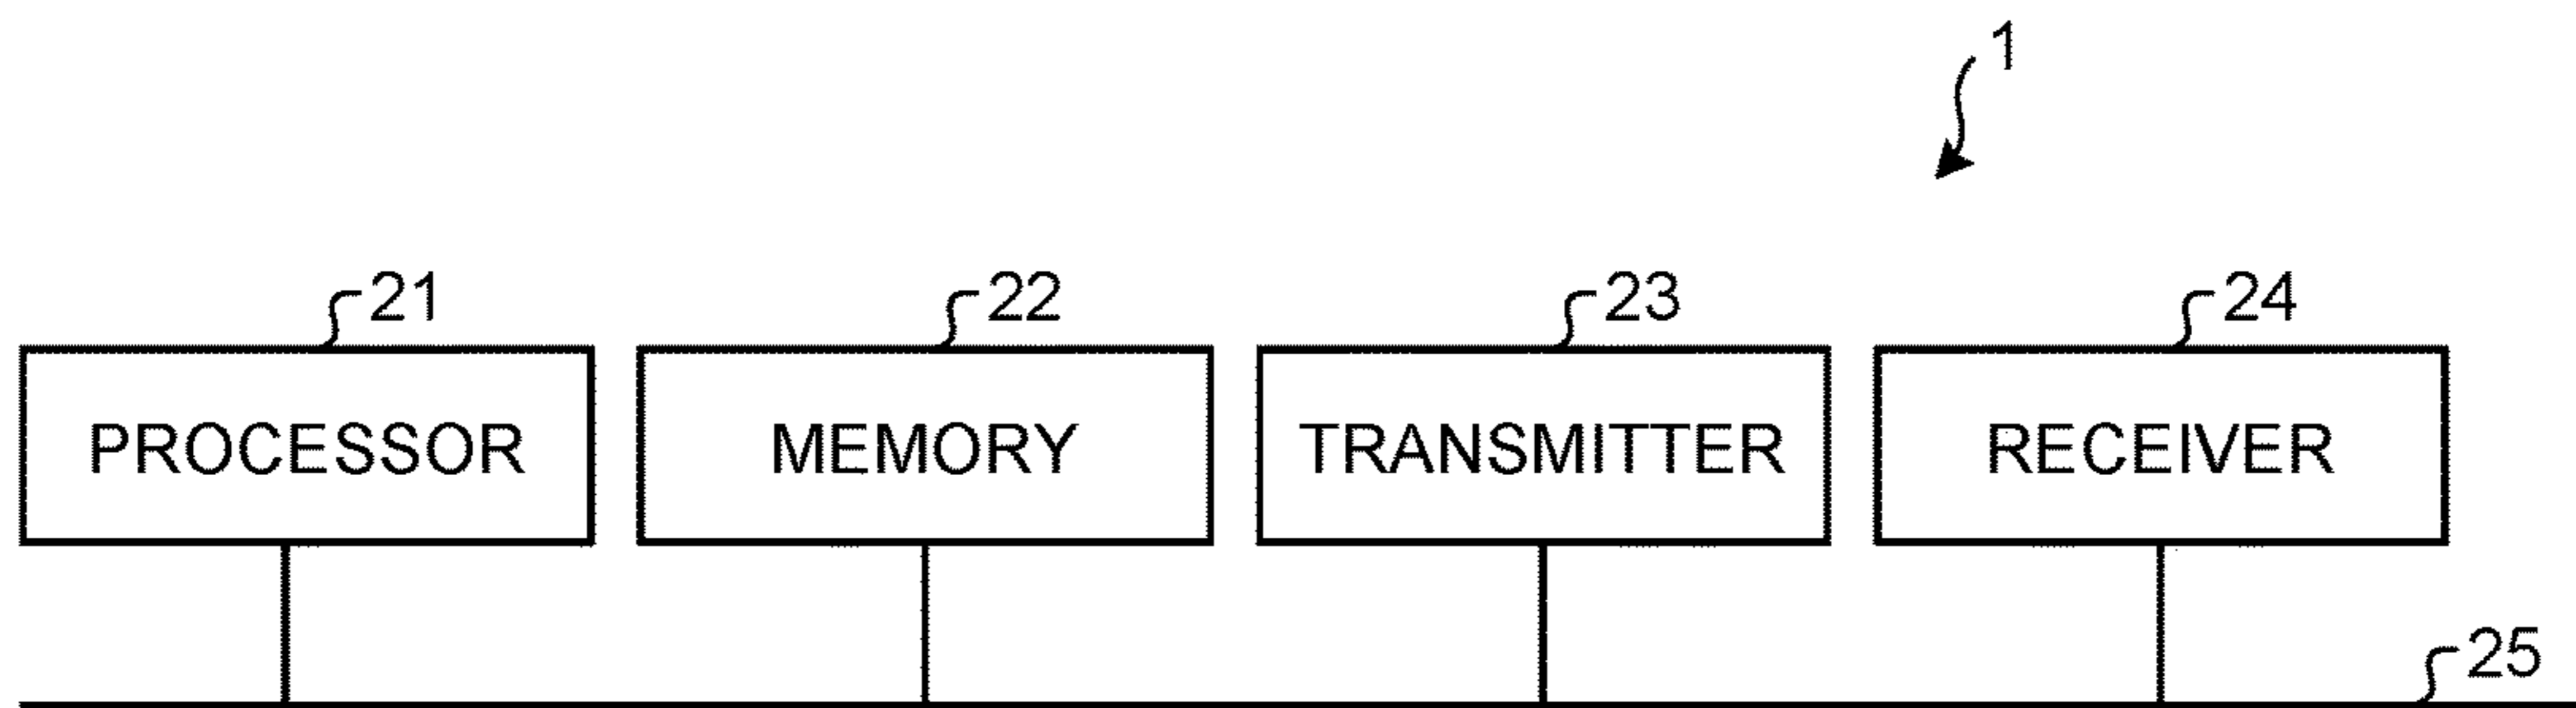 1
21
22
23
24
PROCESSOR
MEMORY
TRANSMITTER
RECEIVER
25